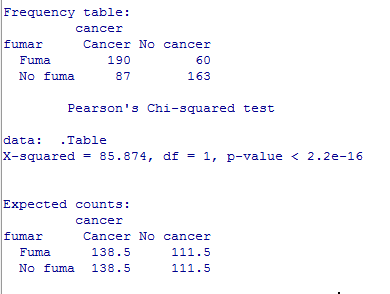 Frequency table:
cancer
fumar Cancer No cancer
Fuma 190 60
No fuma 87 163
Pearson's Chi-squared test
data: .Table
X-squared = 85.874, df = 1, p-value < 2.2e-16
Expected counts:
cancer
fumar Cancer No cancer
Fuma 138.5 111.5
No fuma 138.5 111.5